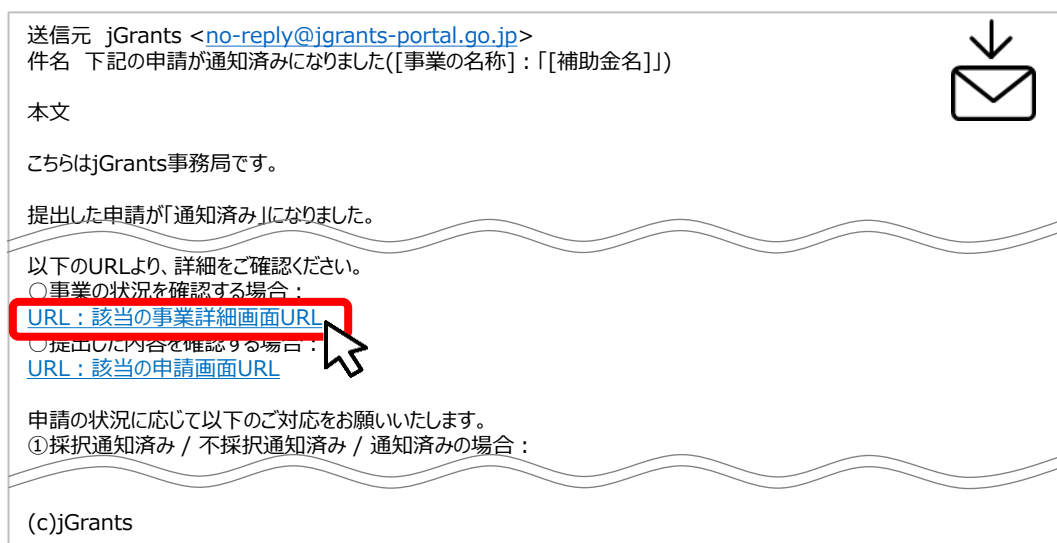 送信元 jGrants <no-reply@jgrants-portal.go.jp>
件名 下記の申請が通知済みになりました([事業の名称]:「[補助金名]」)
本文
こちらはjGrants事務局です。
提出した申請が「通知済み」になりました。
以下のURLより、詳細をご確認ください。
○事業の状況を確認する場合:
URL:該当の事業詳細画面URL
○提出した内容を確認する場合:
URL:該当の申請画面URL
申請の状況に応じて以下のご対応をお願いいたします。
①採択通知済み / 不採択通知済み / 通知済みの場合:
(c)jGrants